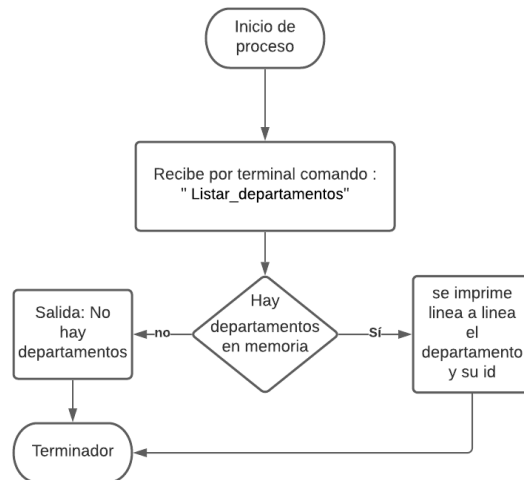 Inicio de
proceso
Recibe por terminal comando :
" Listar_departamentos"
Hay
departamentos
en memoria
no
Sí
Salida: No
hay
departamentos
se imprime
linea a linea
el
departamento
y su id
Terminador